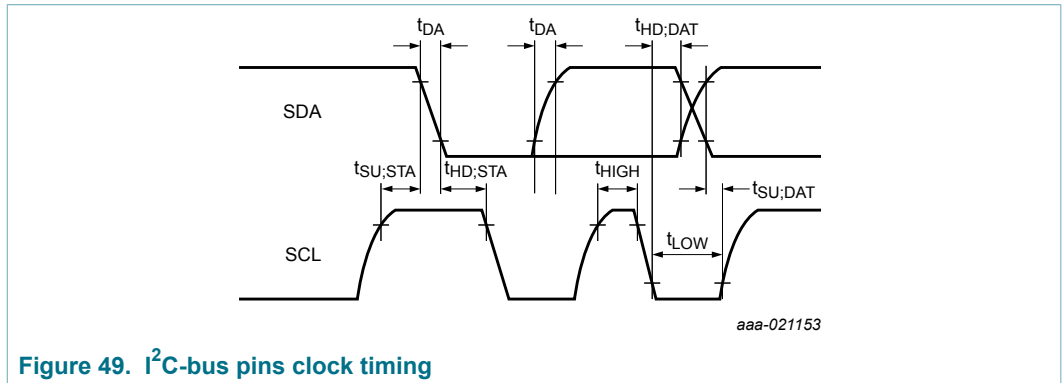 tDA
tDA
tHD;DAT
SDA
tSU;STA
tHD;STA
tHIGH
tSU;DAT
SCL
tLOW
aaa-021153
Figure 49. I2C-bus pins clock timing